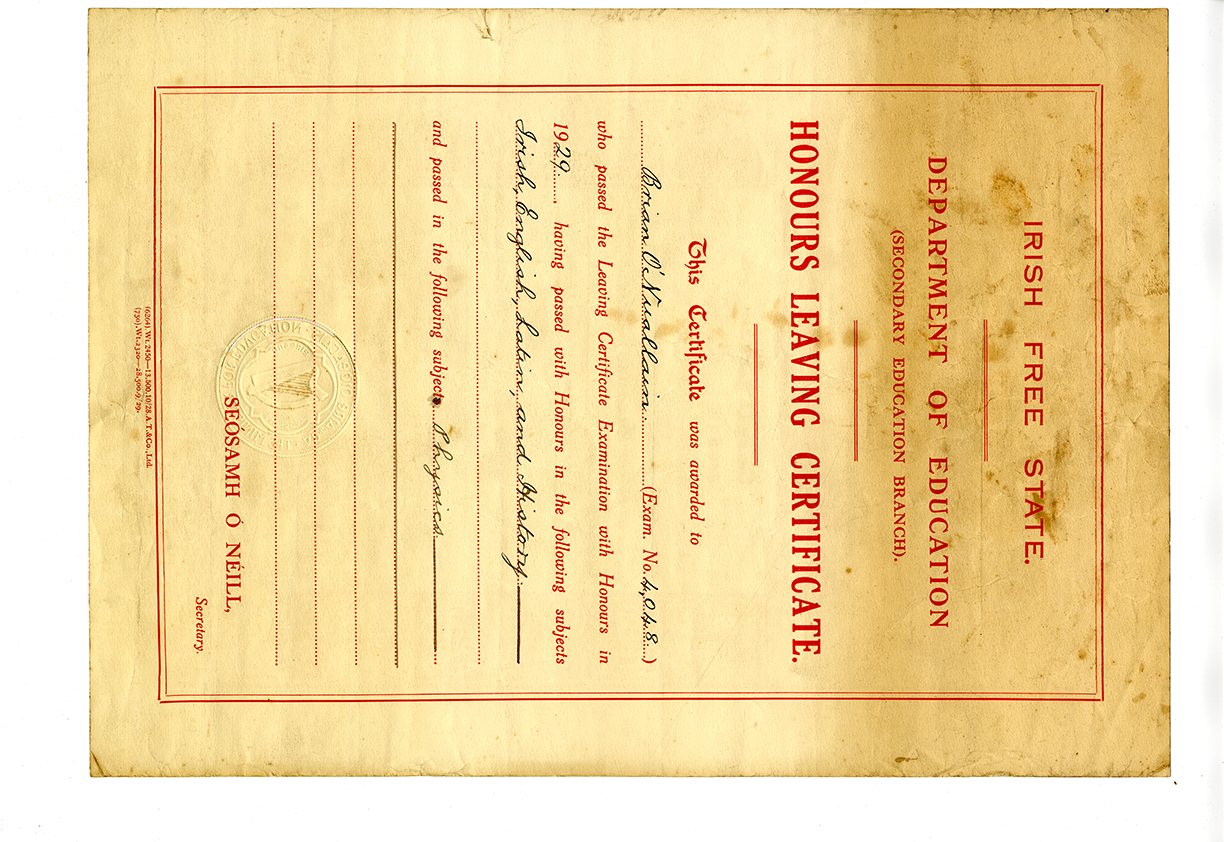 IRISH FREE STATE.
DEPARTMENT OF EDUCATION
(SECONDARY EDUCATION BRANCH).
HONOURS LEAVING CERTIFICATE.
This Certificate was awarded to
Brian O'Nuallain (Exam. No. 4,048)
who passed the Leaving Certificate Examination with Honours in
1929, having passed with Honours in the following subjects
Irish, English, Latin, and History.
and passed in the following subjects Physics
SEÓSAMH Ó NÉILL,
Secretary.
(6264). Wt. 2450—13,500. 10/28. A.T.&Co., Ltd.
(730). Wt. 2320—28,500. 9/29.